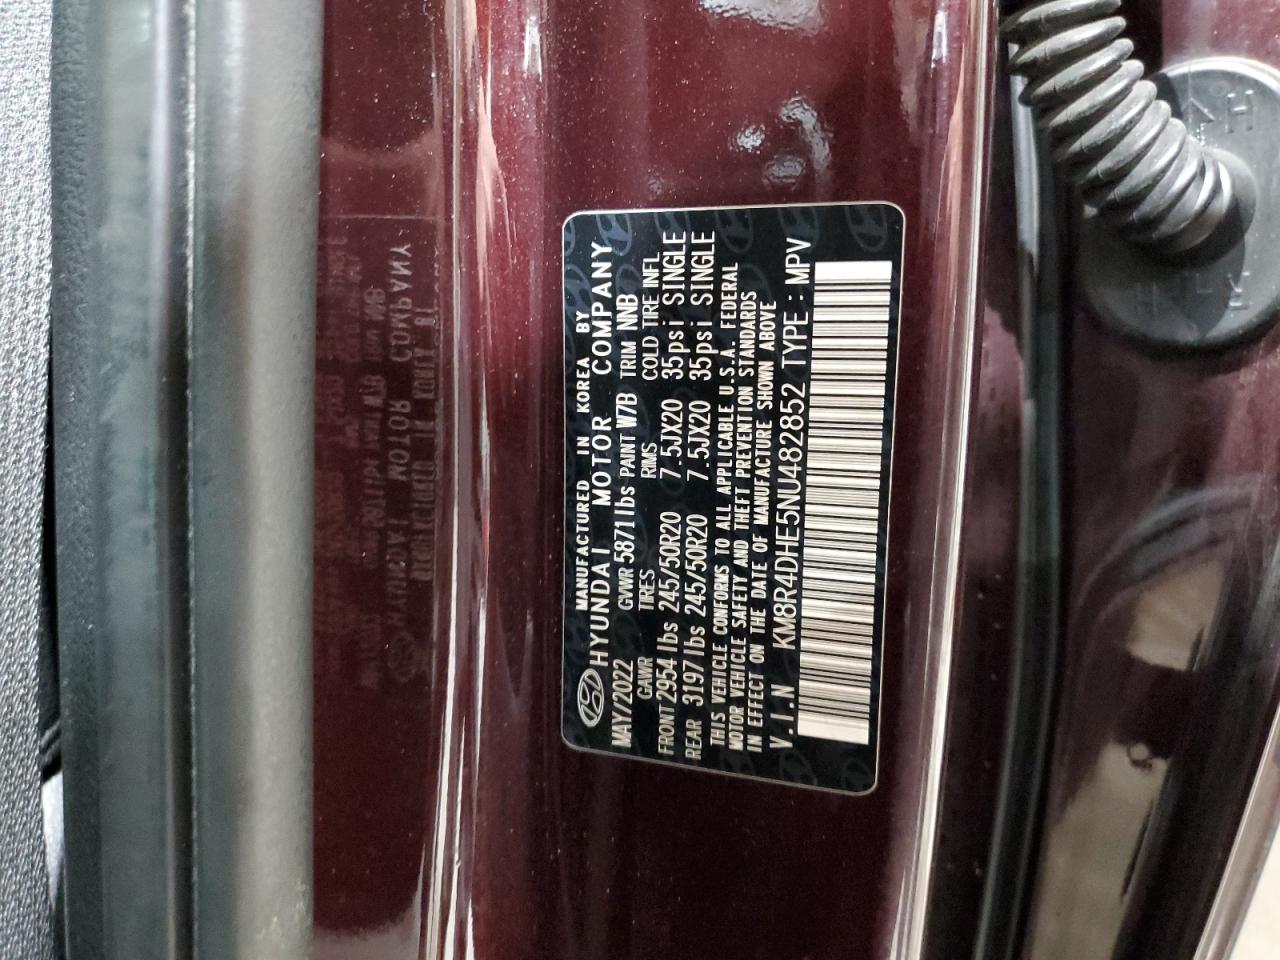 MANUFACTURED IN KOREA BY
HYUNDAI MOTOR COMPANY
MAY/2022 GVWR 5871lbs PAINT W7B TRIM NNB
GAWR TIRES RIMS COLD TIRE INFL
FRONT 2954 lbs 245/50R20 7.5JX20 35psi SINGLE
REAR 3197 lbs 245/50R20 7.5JX20 35psi SINGLE
THIS VEHICLE CONFORMS TO ALL APPLICABLE U.S.A. FEDERAL
MOTOR VEHICLE SAFETY AND THEFT PREVENTION STANDARDS
IN EFFECT ON THE DATE OF MANUFACTURE SHOWN ABOVE
V.I.N KM8R4DHE5NU482852 TYPE : MPV